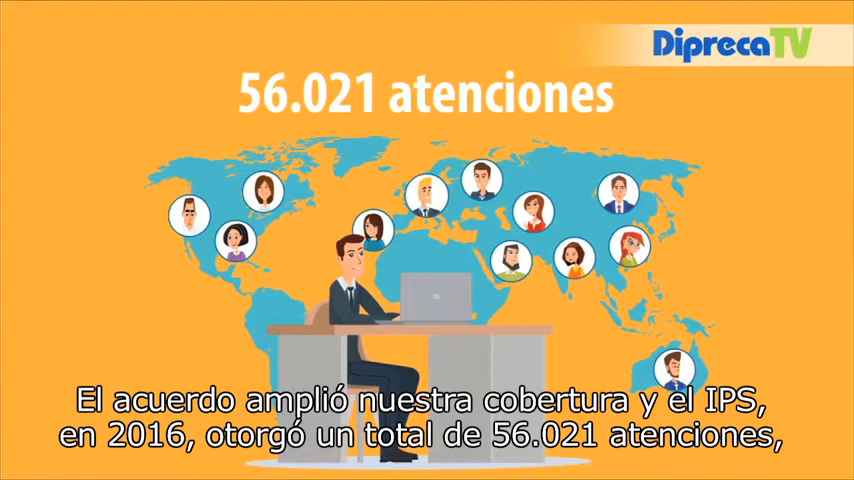 DiprecaTV
56.021 atenciones
El acuerdo amplió nuestra cobertura y el IPS,
en 2016, otorgó un total de 56.021 atenciones,